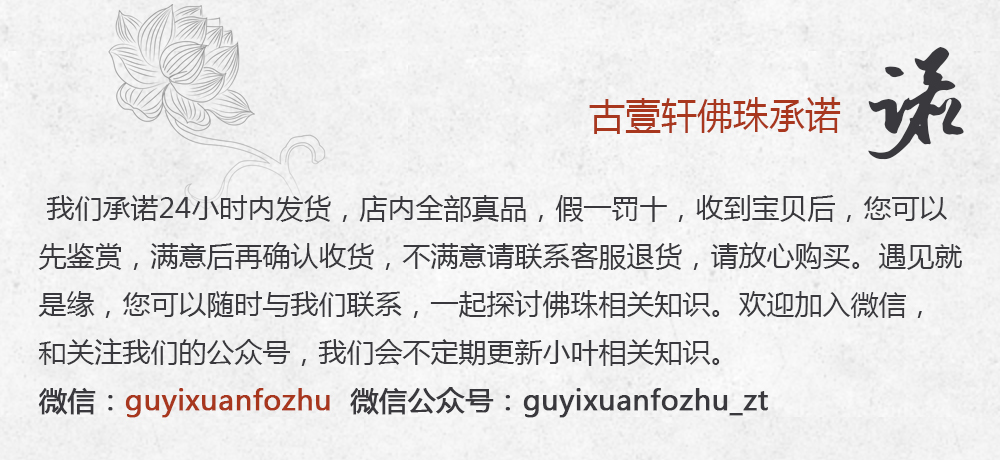 古壹轩佛珠承诺
诺
我们承诺24小时内发货，店内全部真品，假一罚十，收到宝贝后，您可以
先鉴赏，满意后再确认收货，不满意请联系客服退货，请放心购买。遇见就
是缘，您可以随时与我们联系，一起探讨佛珠相关知识。欢迎加入微信，
和关注我们的公众号，我们会不定期更新小叶相关知识。
微信：guyixuanfozhu 微信公众号：guyixuanfozhu_zt